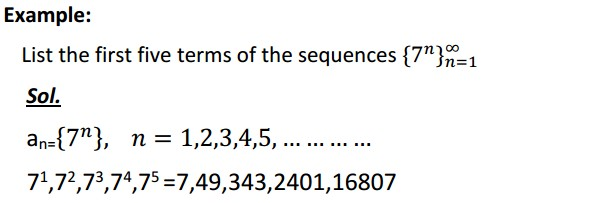 Example:
List the first five terms of the sequences {7ⁿ}∞n=1
Sol.
aₙ₌{7ⁿ}, n = 1,2,3,4,5, … … … …
7¹,7²,7³,7⁴,7⁵ =7,49,343,2401,16807